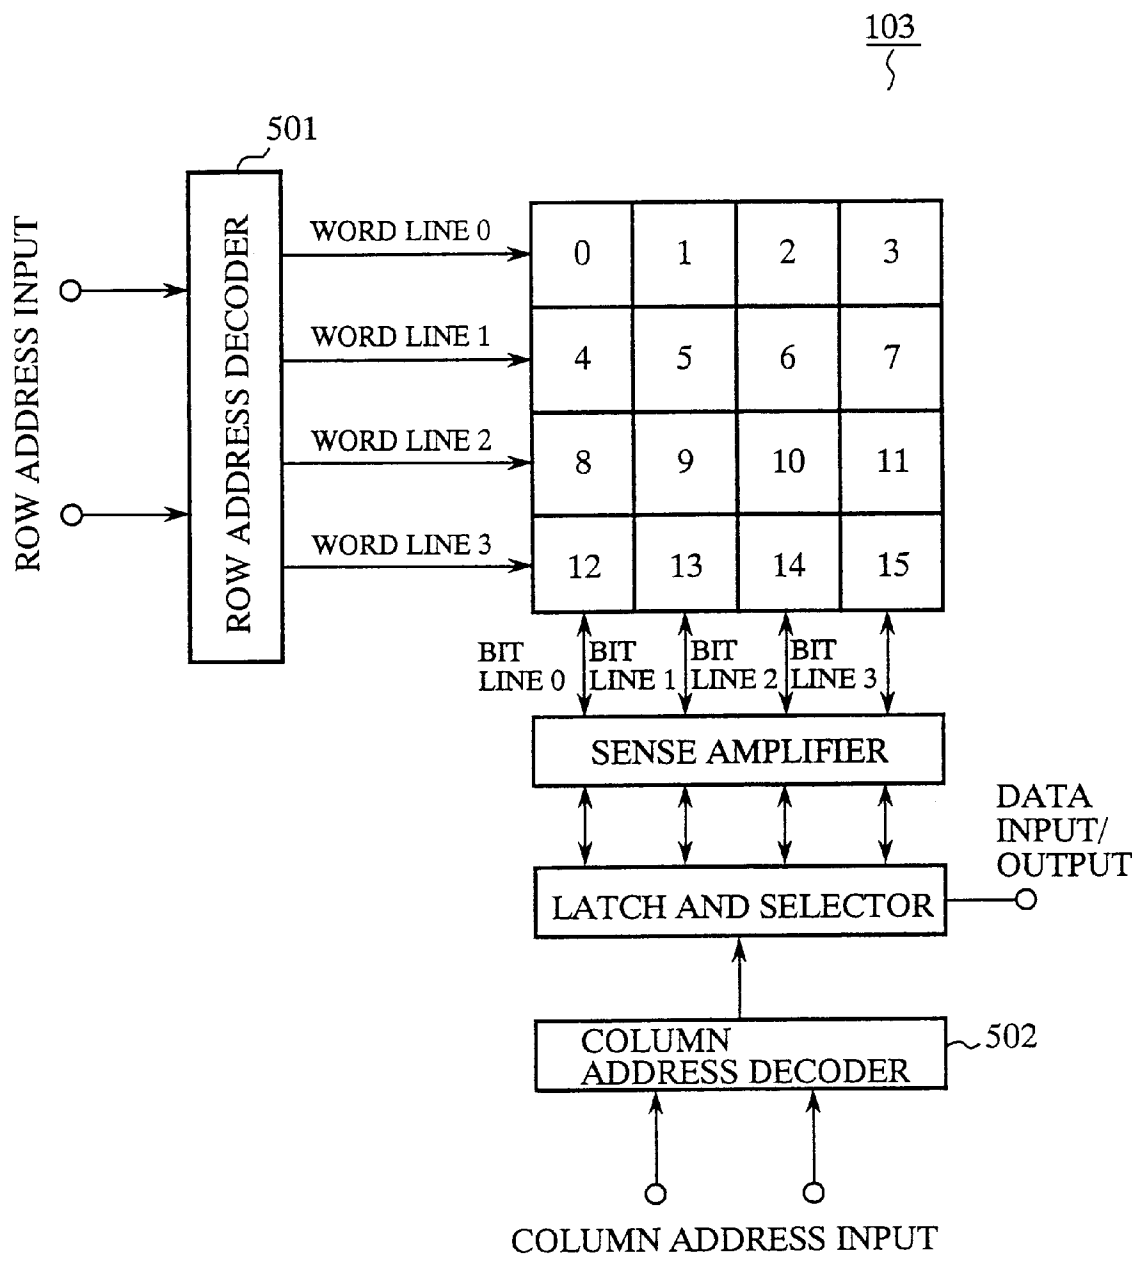 103
501
ROW ADDRESS INPUT
ROW ADDRESS DECODER
WORD LINE 0
WORD LINE 1
WORD LINE 2
WORD LINE 3
0 1 2 3
4 5 6 7
8 9 10 11
12 13 14 15
BIT
LINE 0
BIT
LINE 1
BIT
LINE 2
BIT
LINE 3
SENSE AMPLIFIER
DATA
INPUT/
OUTPUT
LATCH AND SELECTOR
COLUMN
ADDRESS DECODER
502
COLUMN ADDRESS INPUT